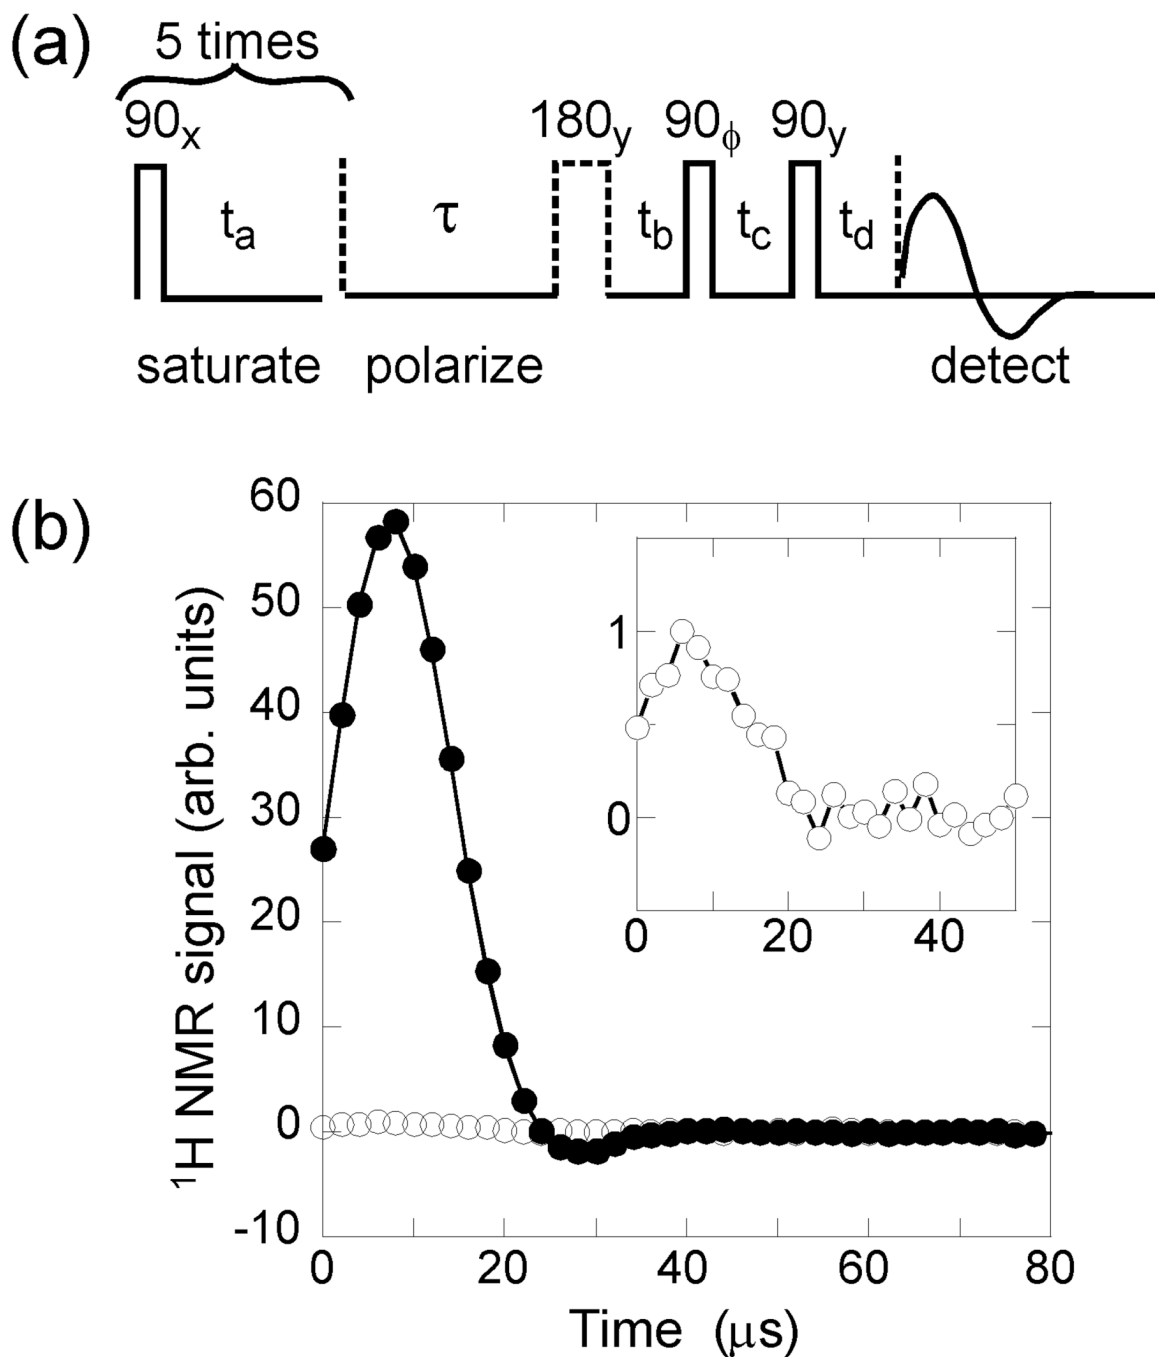 (a)
5 times
90x 180y 90ϕ 90y
ta τ tb tc td
saturate polarize detect
(b)
¹H NMR signal (arb. units)
60
50
40
30
20
10
0
-10
0 20 40 60 80
Time (μs)
1
0
0 20 40